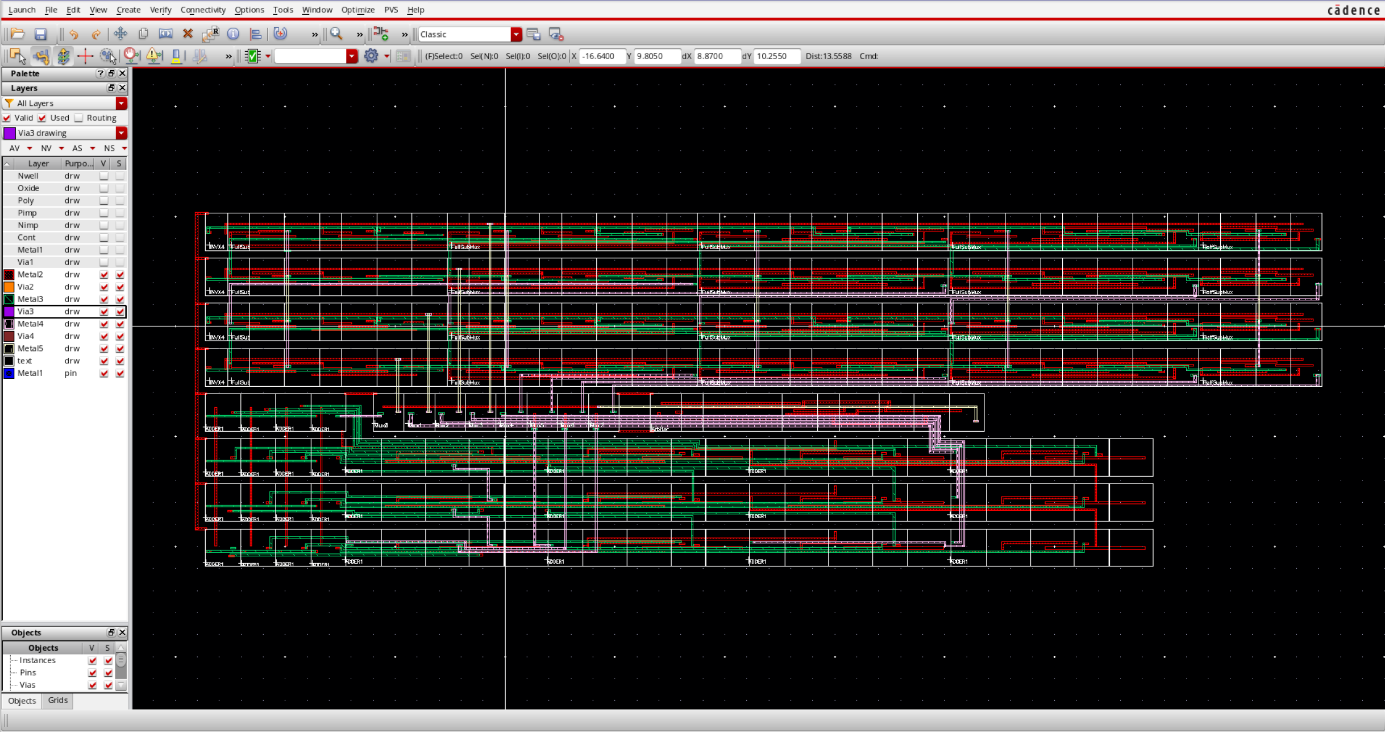 Launch File Edit View Create Verify Connectivity Options Tools Window Optimize PVS Help
cādence
» » » Classic
» (F)Select:0 Sel(N):0 Sel(I):0 Sel(O):0 X -16.6400 Y 9.8050 dX 8.8700 dY 10.2550 Dist:13.5588 Cmd:
Palette
Layers
All Layers
Valid Used Routing
Via3 drawing
AV NV AS NS
Layer Purpo... V S
Nwell drw
Oxide drw
Poly drw
Pimp drw
Nimp drw
Cont drw
Metal1 drw
Via1 drw
Metal2 drw
Via2 drw
Metal3 drw
Via3 drw
Metal4 drw
Via4 drw
Metal5 drw
text drw
Metal1 pin
Objects
Objects V S
Instances
Pins
Vias
Objects Grids